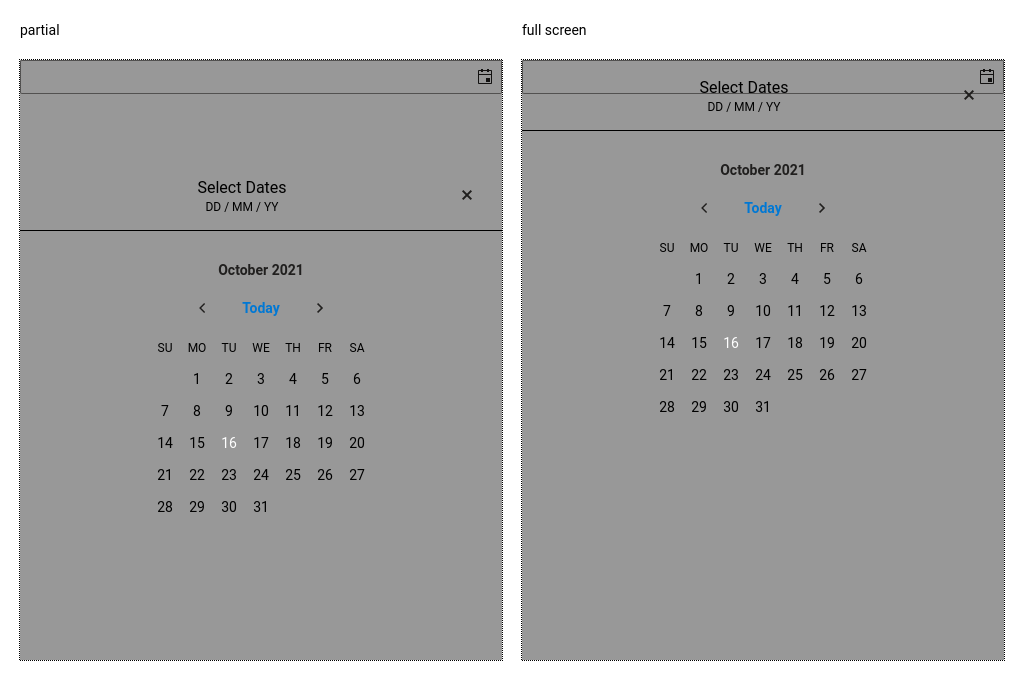 partial
Select Dates
DD / MM / YY
October 2021
Today
SU MO TU WE TH FR SA
1 2 3 4 5 6
7 8 9 10 11 12 13
14 15 16 17 18 19 20
21 22 23 24 25 26 27
28 29 30 31
full screen
Select Dates
DD / MM / YY
October 2021
Today
SU MO TU WE TH FR SA
1 2 3 4 5 6
7 8 9 10 11 12 13
14 15 16 17 18 19 20
21 22 23 24 25 26 27
28 29 30 31